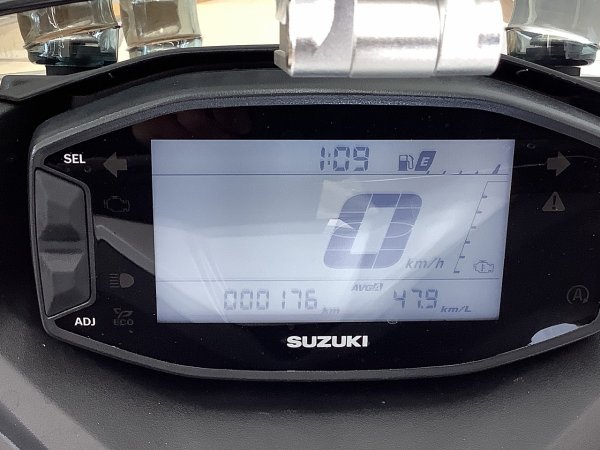 SEL
1:09 E
0 km/h
AVG
000176 km 47.9 km/L
A
ADJ ECO
SUZUKI